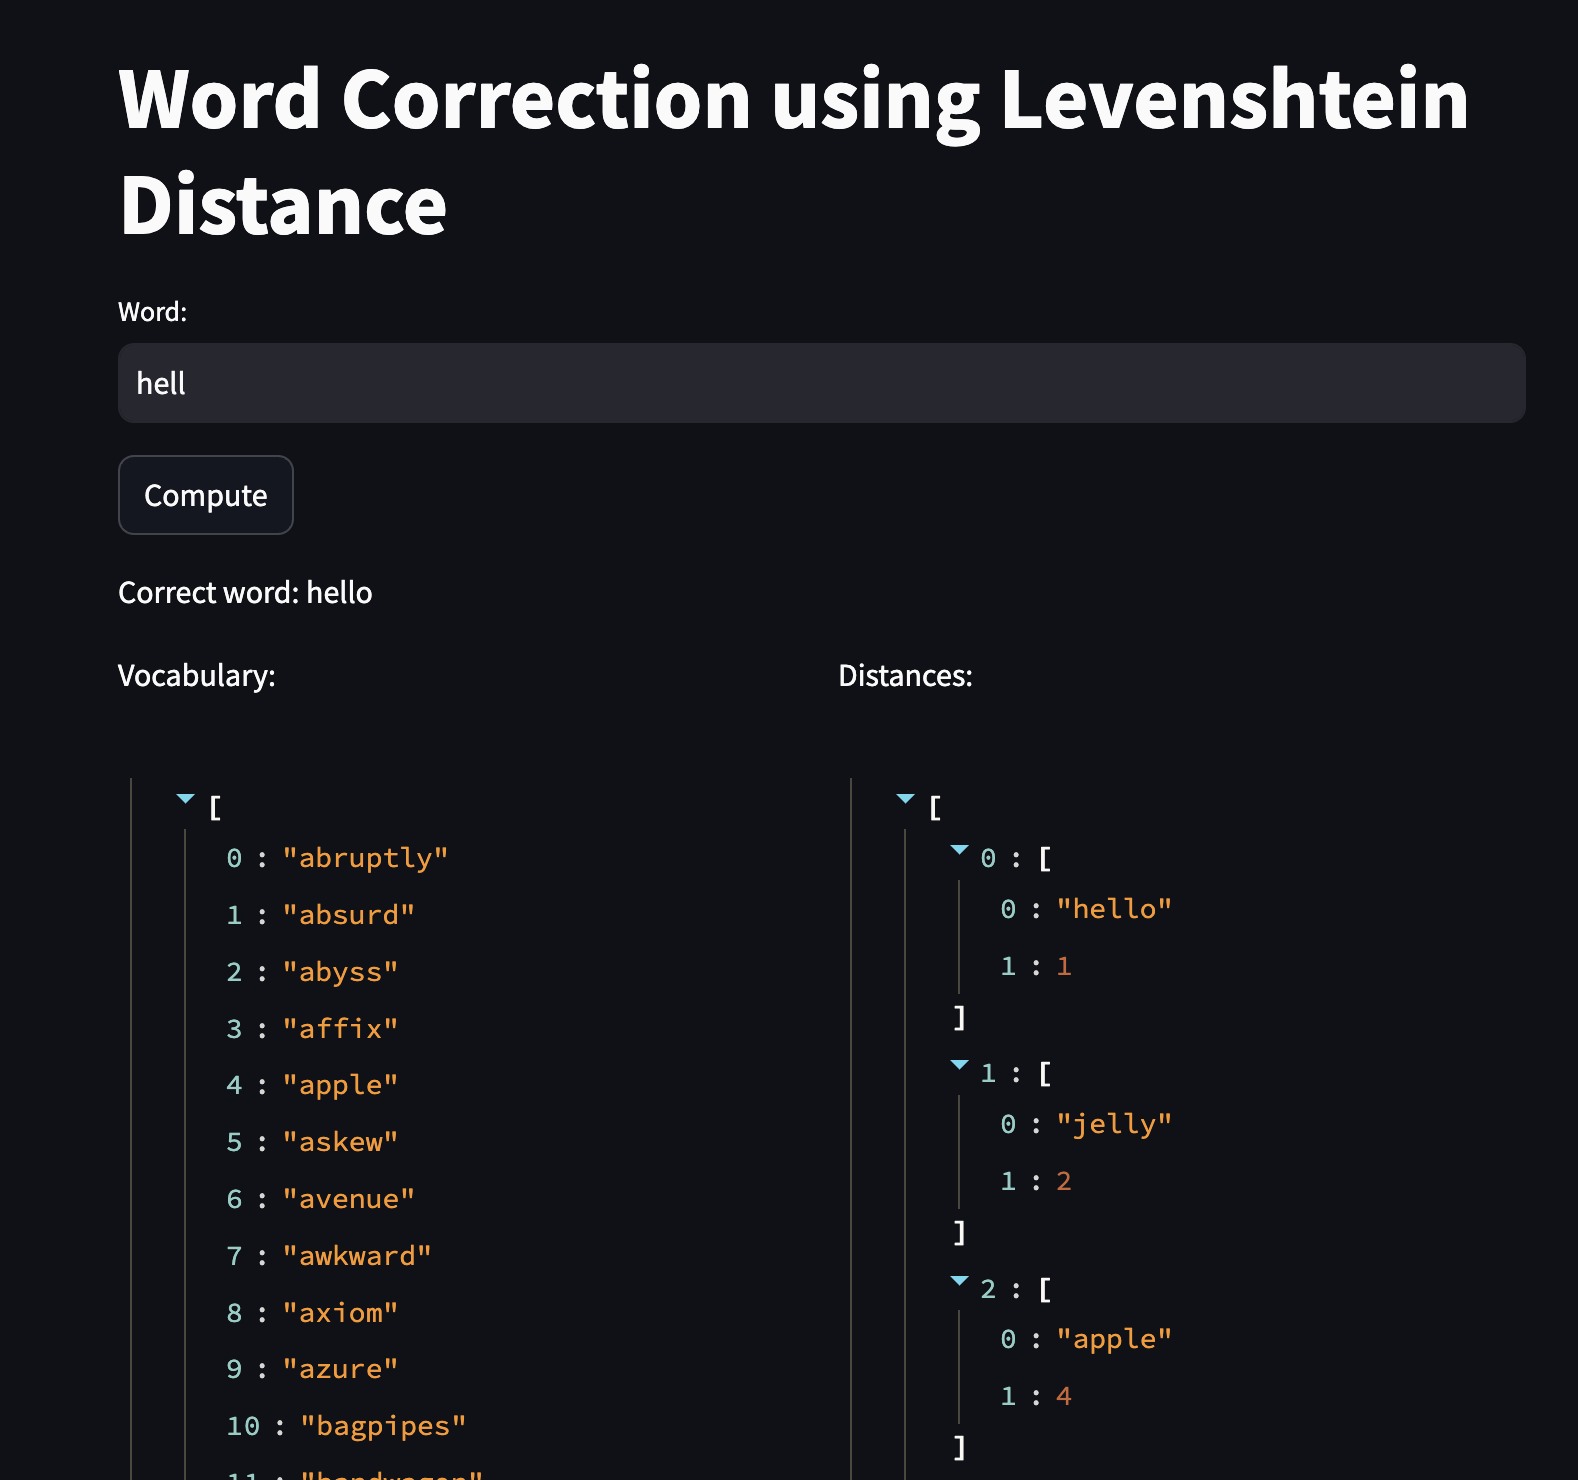 Word Correction using Levenshtein
Distance
Word:
hell
Compute
Correct word: hello
Vocabulary:
[
0 : "abruptly"
1 : "absurd"
2 : "abyss"
3 : "affix"
4 : "apple"
5 : "askew"
6 : "avenue"
7 : "awkward"
8 : "axiom"
9 : "azure"
10 : "bagpipes"
11 : "bandwagon"
Distances:
[
0 : [
0 : "hello"
1 : 1
]
1 : [
0 : "jelly"
1 : 2
]
2 : [
0 : "apple"
1 : 4
]